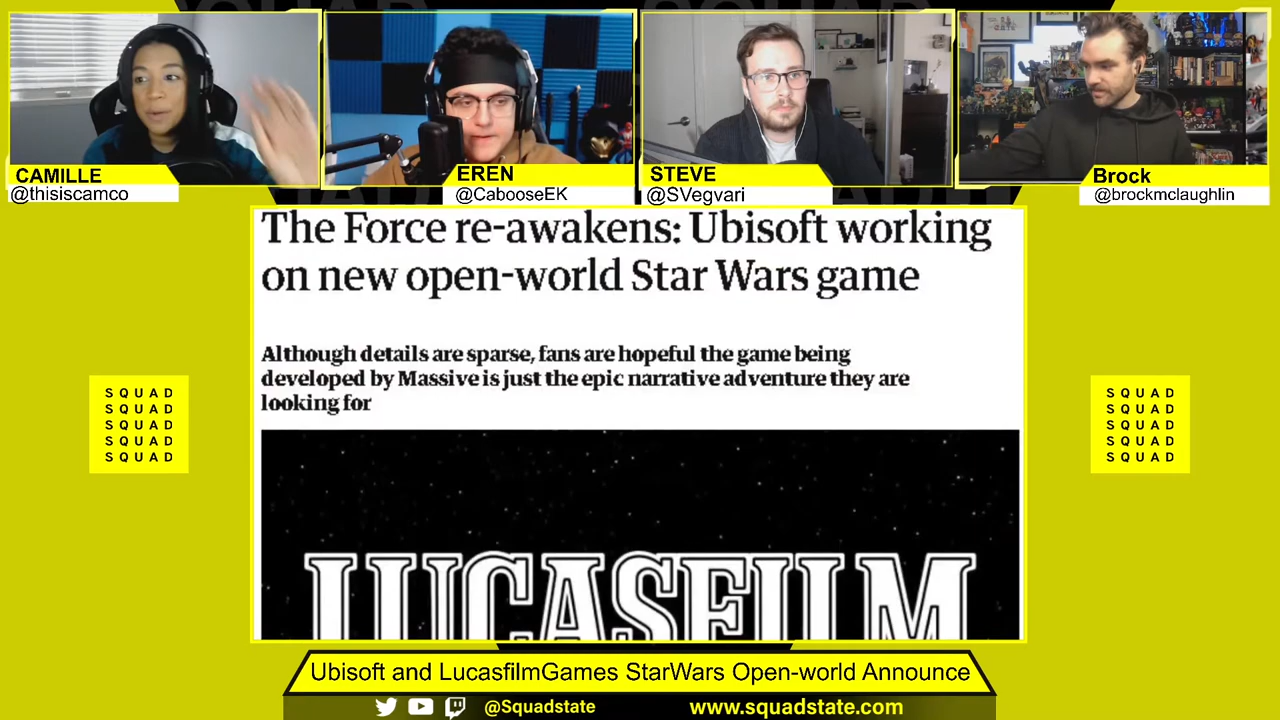 CAMILLE
@thisiscamco
EREN
@CabooseEK
STEVE
@SVegvari
Brock
@brockmclaughlin
The Force re-awakens: Ubisoft working
on new open-world Star Wars game
Although details are sparse, fans are hopeful the game being
developed by Massive is just the epic narrative adventure they are
looking for
LUCASFILM
SQUAD
SQUAD
SQUAD
SQUAD
SQUAD
SQUAD
SQUAD
SQUAD
SQUAD
SQUAD
Ubisoft and LucasfilmGames StarWars Open-world Announce
@Squadstate
www.squadstate.com